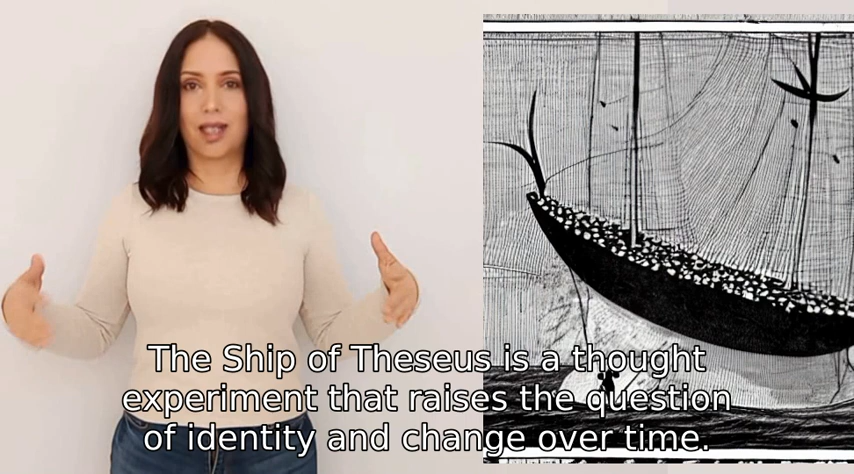 The Ship of Theseus is a thought
experiment that raises the question
of identity and change over time.